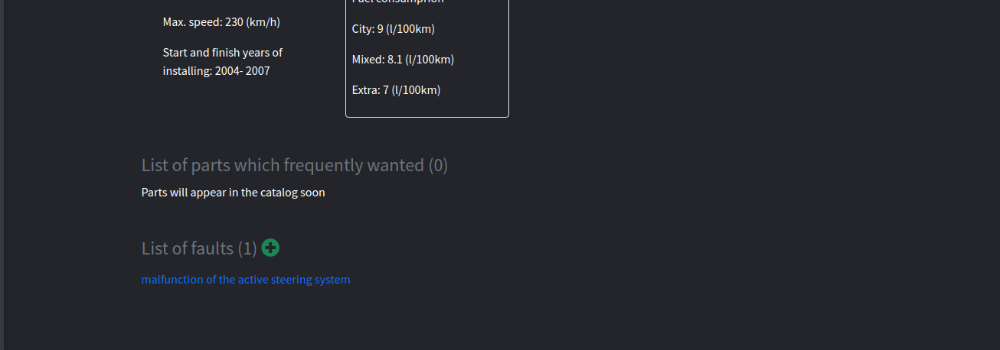 Fuel consumption
Max. speed: 230 (km/h)
City: 9 (l/100km)
Start and finish years of
installing: 2004- 2007
Mixed: 8.1 (l/100km)
Extra: 7 (l/100km)
List of parts which frequently wanted (0)
Parts will appear in the catalog soon
List of faults (1)
malfunction of the active steering system